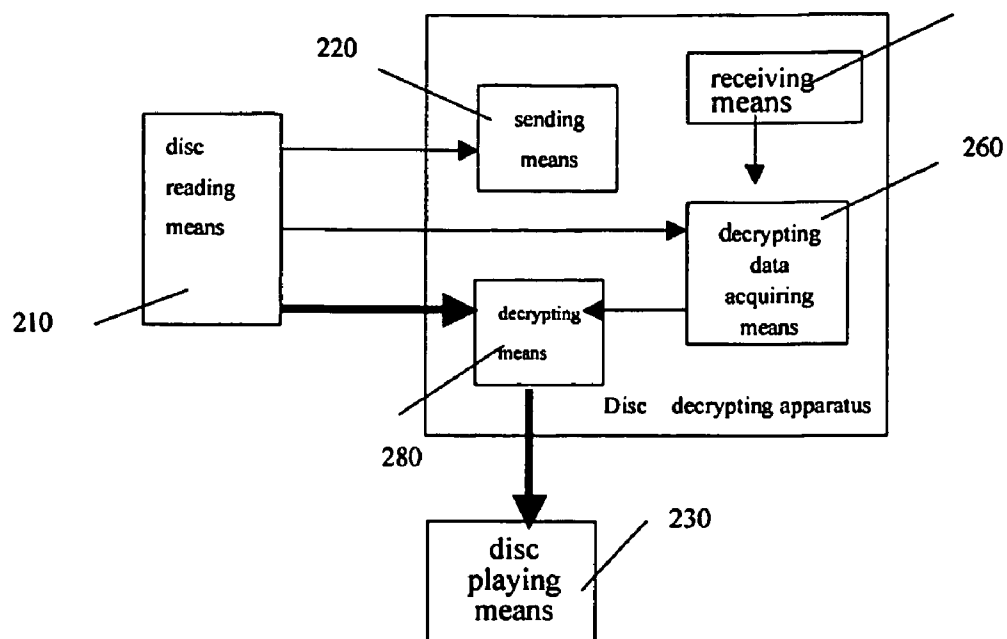 220
receiving
means
sending
means
260
disc
reading
means
decrypting
data
acquiring
means
210
decrypting
means
Disc decrypting apparatus
280
230
disc
playing
means